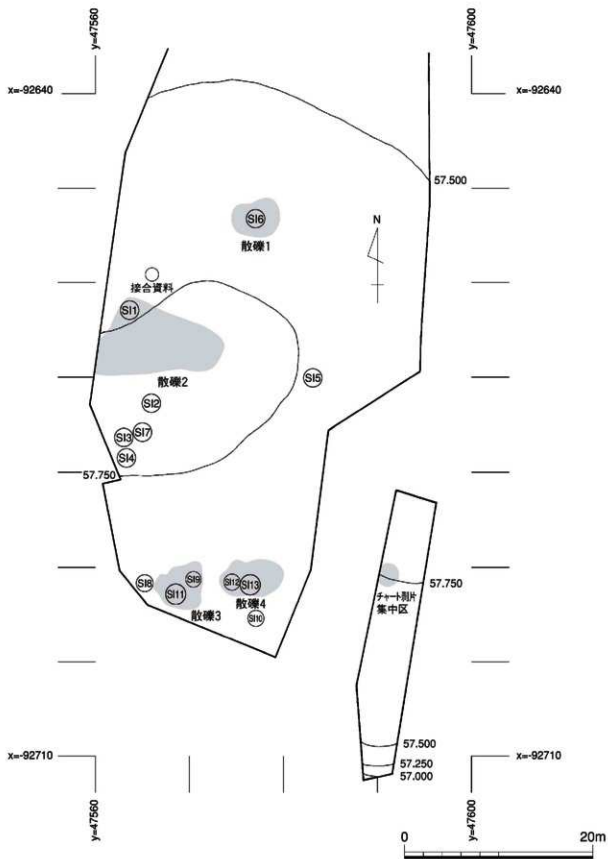 y=47560
y=47600
x=-92640
x=-92640
57.500
SI6
散礫1
N
接合資料
SI1
散礫2
SI5
SI2
SI3
SI7
SI4
57.750
SI8
SI9
SI11
散礫3
SI12
SI13
散礫4
SI10
57.750
チャート剥片
集中区
57.500
57.250
57.000
x=-92710
x=-92710
y=47560
y=47600
0
20m